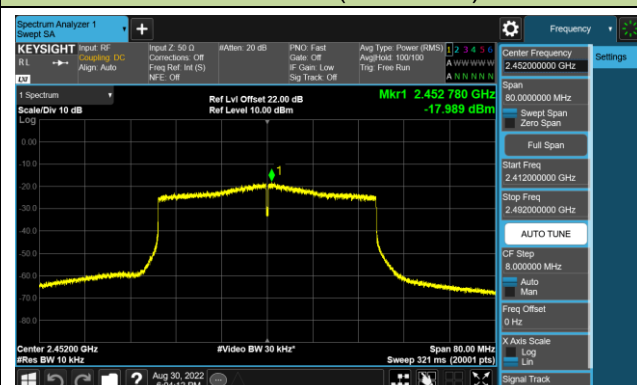 Spectrum Analyzer 1
Swept SA
Frequency
KEYSIGHT
RL
LXI
Input: RF
Coupling: DC
Align: Auto
Input Z: 50 Ω
Corrections: Off
Freq Ref: Int (S)
NFE: Off
#Atten: 20 dB
PNO: Fast
Gate: Off
IF Gain: Low
Sig Track: Off
Avg Type: Power (RMS)
Avg|Hold: 100/100
Trig: Free Run
1 2 3 4 5 6
A W W W W W
A N N N N N
Center Frequency
2.452000000 GHz
Settings
1 Spectrum
Scale/Div 10 dB
Log
Ref Lvl Offset 22.00 dB
Ref Level 10.00 dBm
Mkr1 2.452 780 GHz
-17.989 dBm
Span
80.0000000 MHz
Swept Span
Zero Span
Full Span
Start Freq
2.412000000 GHz
Stop Freq
2.492000000 GHz
AUTO TUNE
CF Step
8.000000 MHz
Auto
Man
Freq Offset
0 Hz
X Axis Scale
Log
Lin
Signal Track
0.00
-10.0
-20.0
-30.0
-40.0
-50.0
-60.0
-70.0
-80.0
1
Center 2.45200 GHz
#Res BW 10 kHz
#Video BW 30 kHz*
Span 80.00 MHz
Sweep 321 ms (20001 pts)
?
Aug 30, 2022